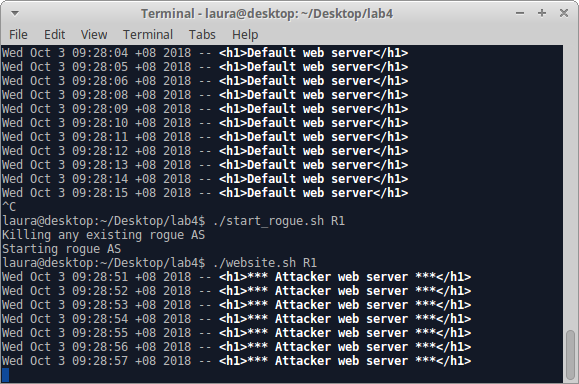 Terminal - laura@desktop: ~/Desktop/lab4
File Edit View Terminal Tabs Help
Wed Oct 3 09:28:04 +08 2018 -- <h1>Default web server</h1>
Wed Oct 3 09:28:05 +08 2018 -- <h1>Default web server</h1>
Wed Oct 3 09:28:06 +08 2018 -- <h1>Default web server</h1>
Wed Oct 3 09:28:08 +08 2018 -- <h1>Default web server</h1>
Wed Oct 3 09:28:09 +08 2018 -- <h1>Default web server</h1>
Wed Oct 3 09:28:10 +08 2018 -- <h1>Default web server</h1>
Wed Oct 3 09:28:11 +08 2018 -- <h1>Default web server</h1>
Wed Oct 3 09:28:12 +08 2018 -- <h1>Default web server</h1>
Wed Oct 3 09:28:13 +08 2018 -- <h1>Default web server</h1>
Wed Oct 3 09:28:14 +08 2018 -- <h1>Default web server</h1>
Wed Oct 3 09:28:15 +08 2018 -- <h1>Default web server</h1>
^C
laura@desktop:~/Desktop/lab4$ ./start_rogue.sh R1
Killing any existing rogue AS
Starting rogue AS
laura@desktop:~/Desktop/lab4$ ./website.sh R1
Wed Oct 3 09:28:51 +08 2018 -- <h1>*** Attacker web server ***</h1>
Wed Oct 3 09:28:52 +08 2018 -- <h1>*** Attacker web server ***</h1>
Wed Oct 3 09:28:53 +08 2018 -- <h1>*** Attacker web server ***</h1>
Wed Oct 3 09:28:54 +08 2018 -- <h1>*** Attacker web server ***</h1>
Wed Oct 3 09:28:55 +08 2018 -- <h1>*** Attacker web server ***</h1>
Wed Oct 3 09:28:56 +08 2018 -- <h1>*** Attacker web server ***</h1>
Wed Oct 3 09:28:57 +08 2018 -- <h1>*** Attacker web server ***</h1>